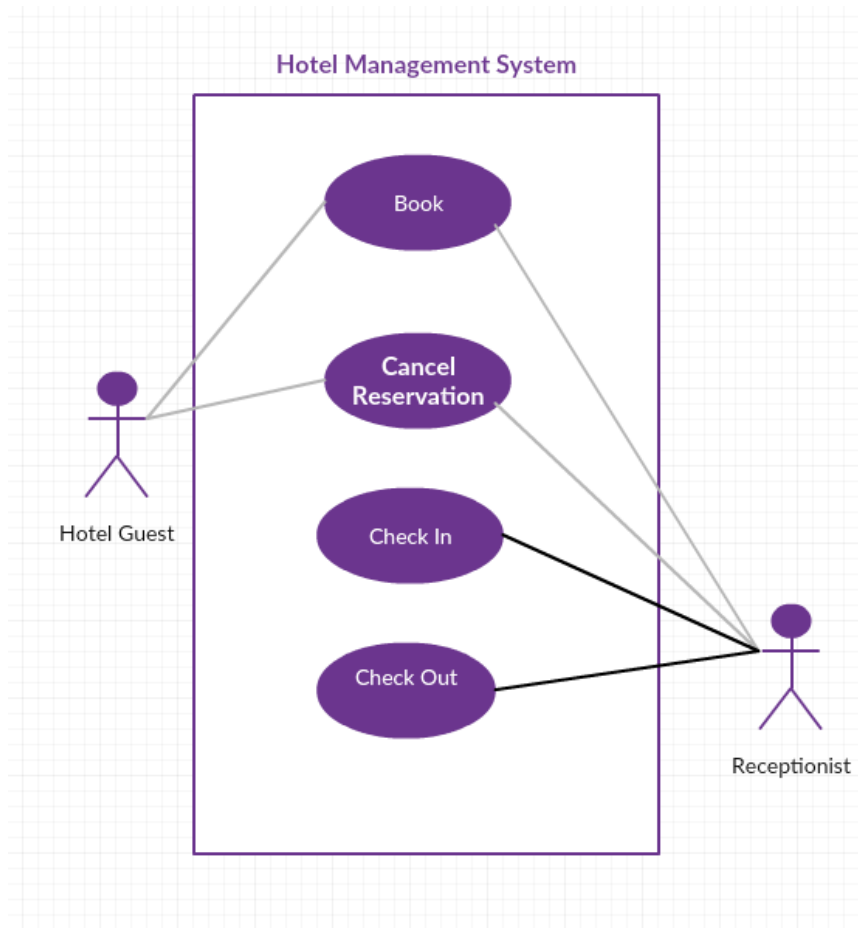 Hotel Management System
Book
Cancel
Reservation
Hotel Guest
Check In
Check Out
Receptionist